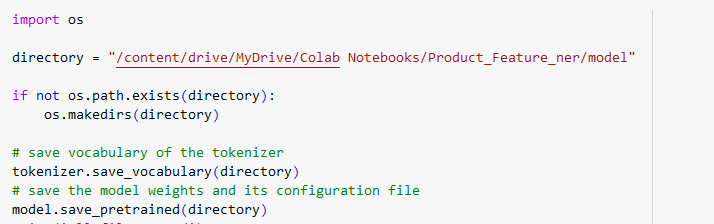 import os
directory = "/content/drive/MyDrive/Colab Notebooks/Product_Feature_ner/model"
if not os.path.exists(directory):
    os.makedirs(directory)
# save vocabulary of the tokenizer
tokenizer.save_vocabulary(directory)
# save the model weights and its configuration file
model.save_pretrained(directory)